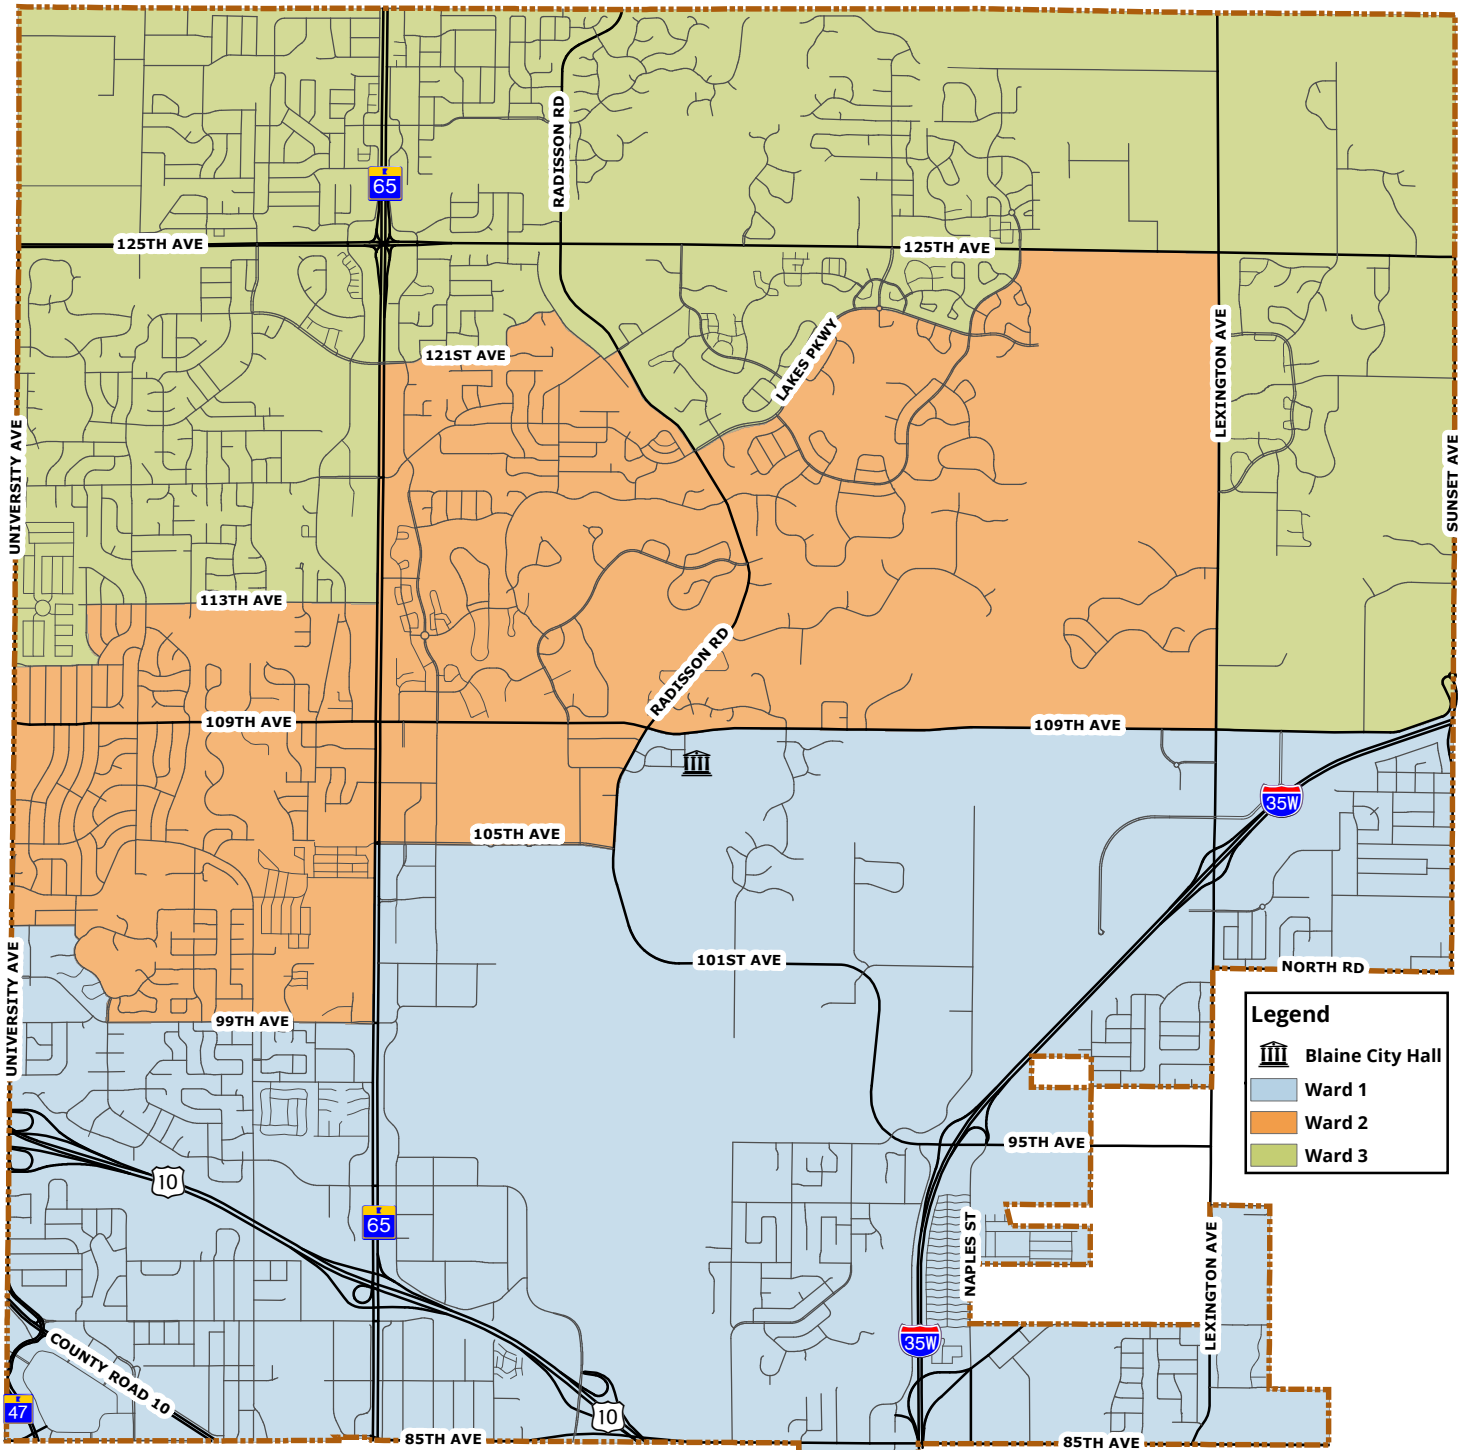 RADISSON RD
65
125TH AVE
125TH AVE
LEXINGTON AVE
LAKES PKWY
121ST AVE
UNIVERSITY AVE
SUNSET AVE
113TH AVE
RADISSON RD
109TH AVE
109TH AVE
35W
105TH AVE
101ST AVE
NORTH RD
UNIVERSITY AVE
99TH AVE
Legend
Blaine City Hall
Ward 1
Ward 2
Ward 3
95TH AVE
10
65
NAPLES ST
LEXINGTON AVE
35W
COUNTY ROAD 10
47
10
85TH AVE
85TH AVE